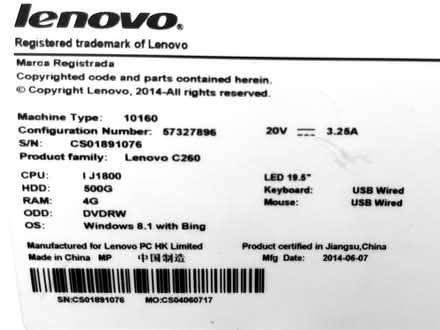 lenovo.
Registered trademark of Lenovo
Marca Registrada
Copyrighted code and parts contained herein.
© Copyright Lenovo, 2014-All rights reserved.
Machine Type: 10160
Configuration Number: 57327896 20V ⎓ 3.25A
S/N: CS01891076
Product family: Lenovo C260
CPU: I J1800 LED 19.5"
HDD: 500G Keyboard: USB Wired
RAM: 4G Mouse: USB Wired
ODD: DVDRW
OS: Windows 8.1 with Bing
Manufactured for Lenovo PC HK Limited Product certified in Jiangsu,China
Made in China MP 中国制造 Mfg Date: 2014-06-07
SN:CS01891076 MO:CS04060717